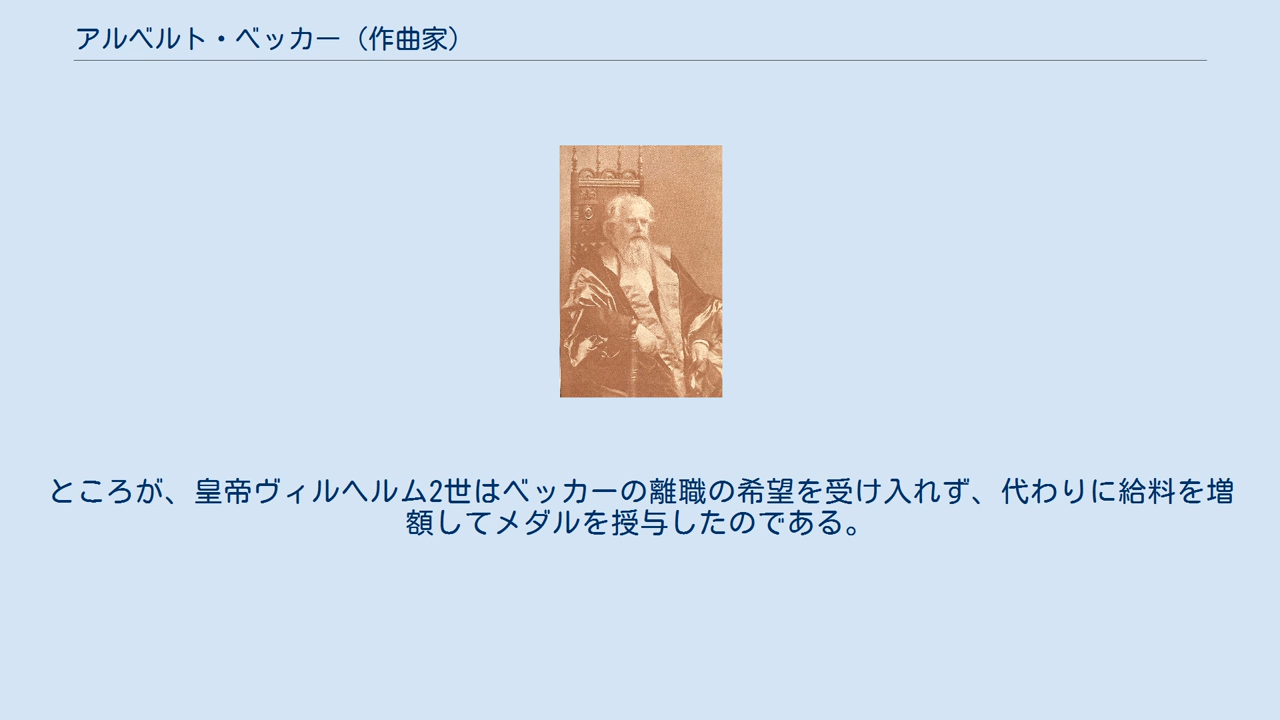 アルベルト・ベッカー（作曲家）
ところが、皇帝ヴィルヘルム2世はベッカーの離職の希望を受け入れず、代わりに給料を増
額してメダルを授与したのである。